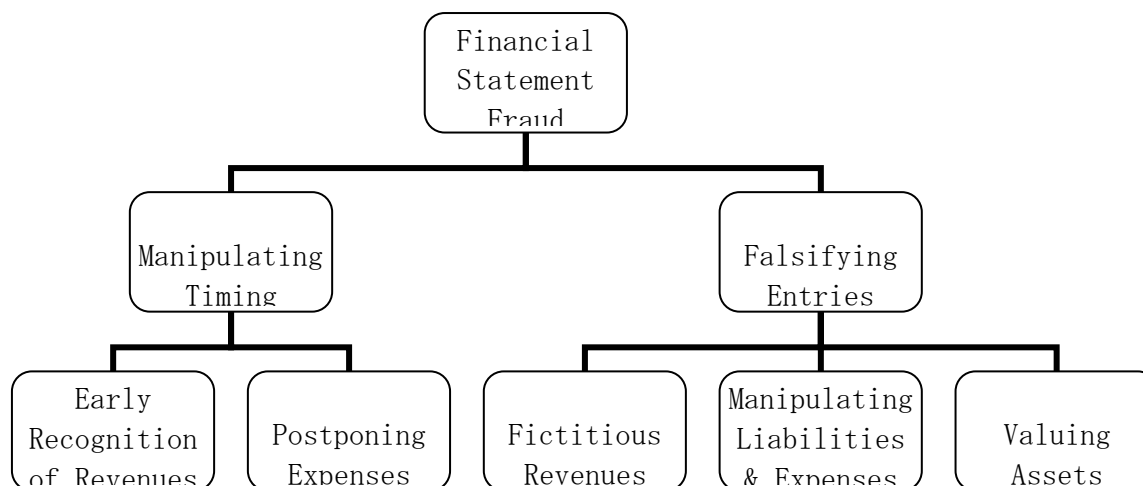 Financial
Statement
Fraud
Manipulating
Timing
Falsifying
Entries
Early
Recognition
of Revenues
Postponing
Expenses
Fictitious
Revenues
Manipulating
Liabilities
& Expenses
Valuing
Assets